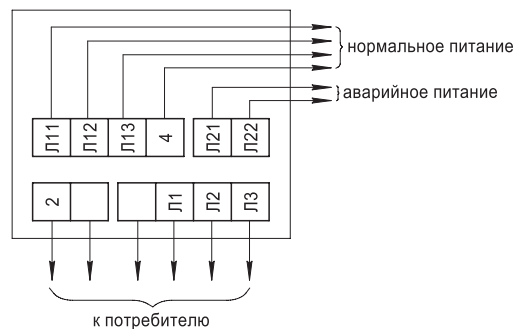 нормальное питание
аварийное питание
Л11 Л12 Л13 4 Л21 Л22
2 Л1 Л2 Л3
к потребителю